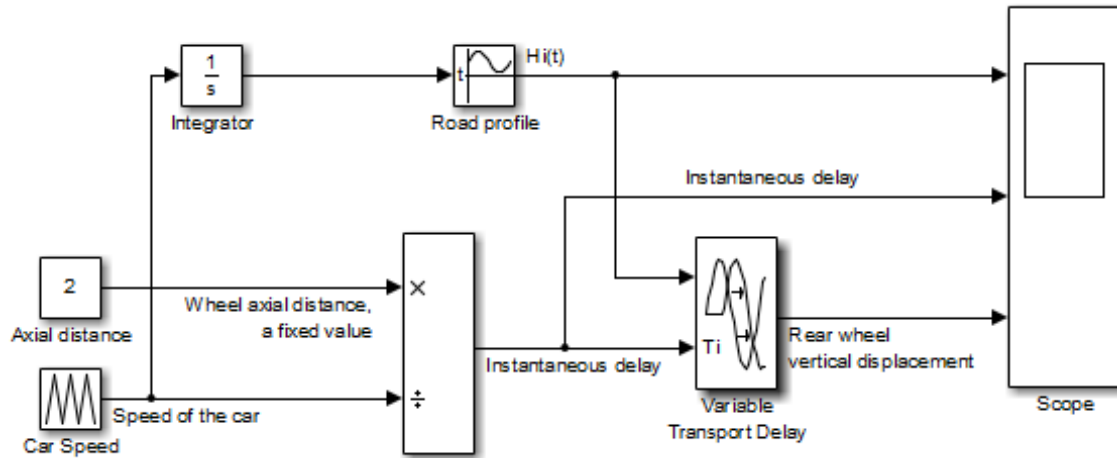 1
s
Integrator
t
Road profile
Hi(t)
Instantaneous delay
2
Axial distance
Wheel axial distance,
a fixed value
×
÷
Speed of the car
Car Speed
Instantaneous delay
Ti
Variable
Transport Delay
Rear wheel
vertical displacement
Scope